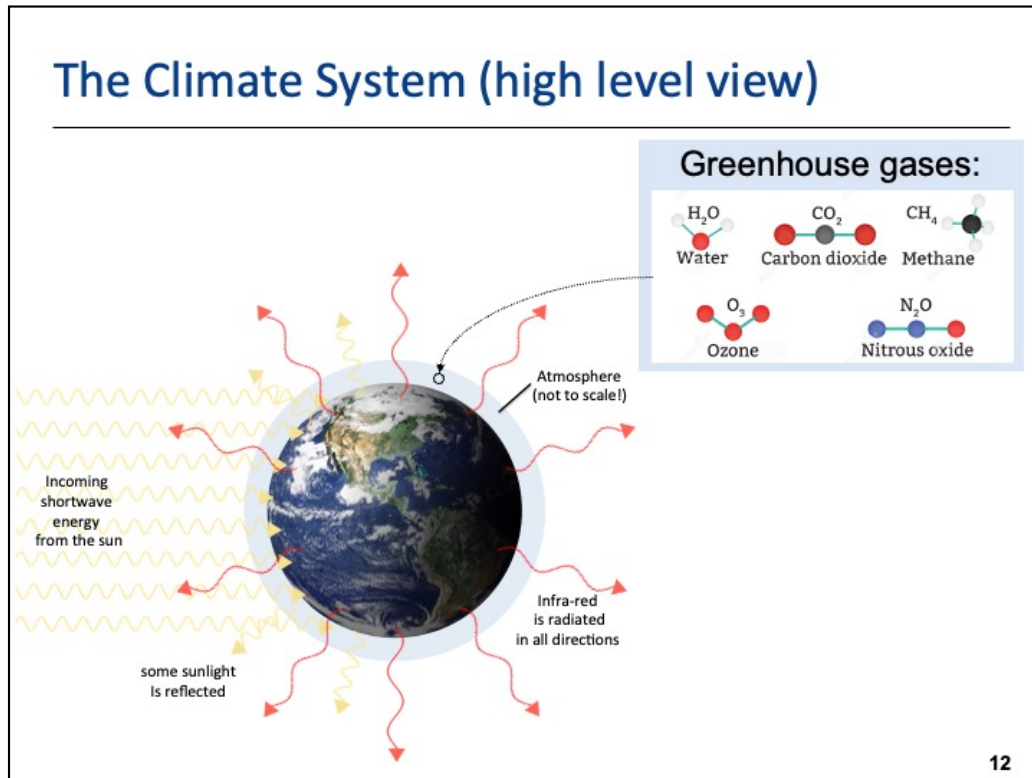 The Climate System (high level view)
Greenhouse gases:
H₂O
Water
CO₂
Carbon dioxide
CH₄
Methane
O₃
Ozone
N₂O
Nitrous oxide
Atmosphere
(not to scale!)
Incoming
shortwave
energy
from the sun
Infra-red
is radiated
in all directions
some sunlight
Is reflected
12